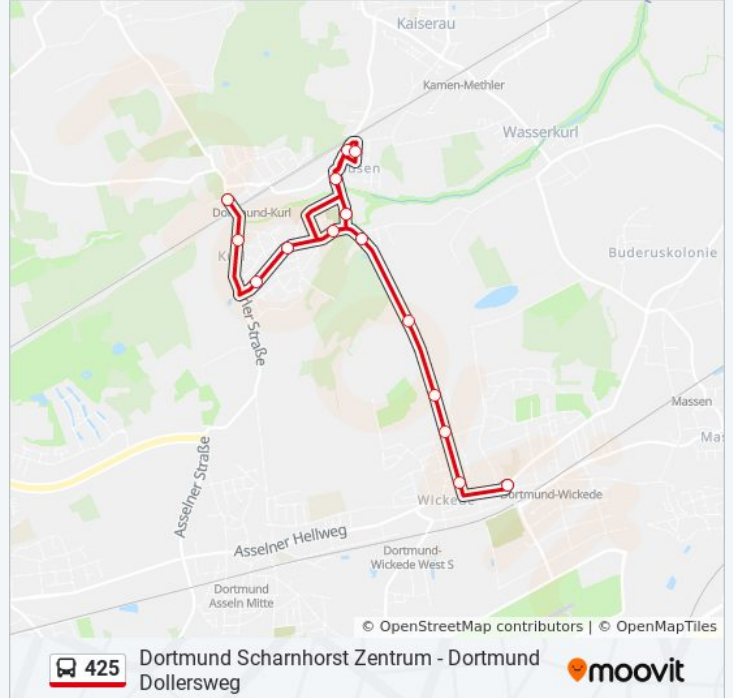 Kaiserau
Kamen-Methler
Wasserkurl
Dortmund-Kurl
Buderuskolonie
Asselner Straße
Massen
Wickede
Dortmund-Wickede
Asselner Hellweg
Dortmund-
Wickede West S
Dortmund
Asseln Mitte
© OpenStreetMap contributors | © OpenMapTiles
425
Dortmund Scharnhorst Zentrum - Dortmund
Dollersweg
moovit